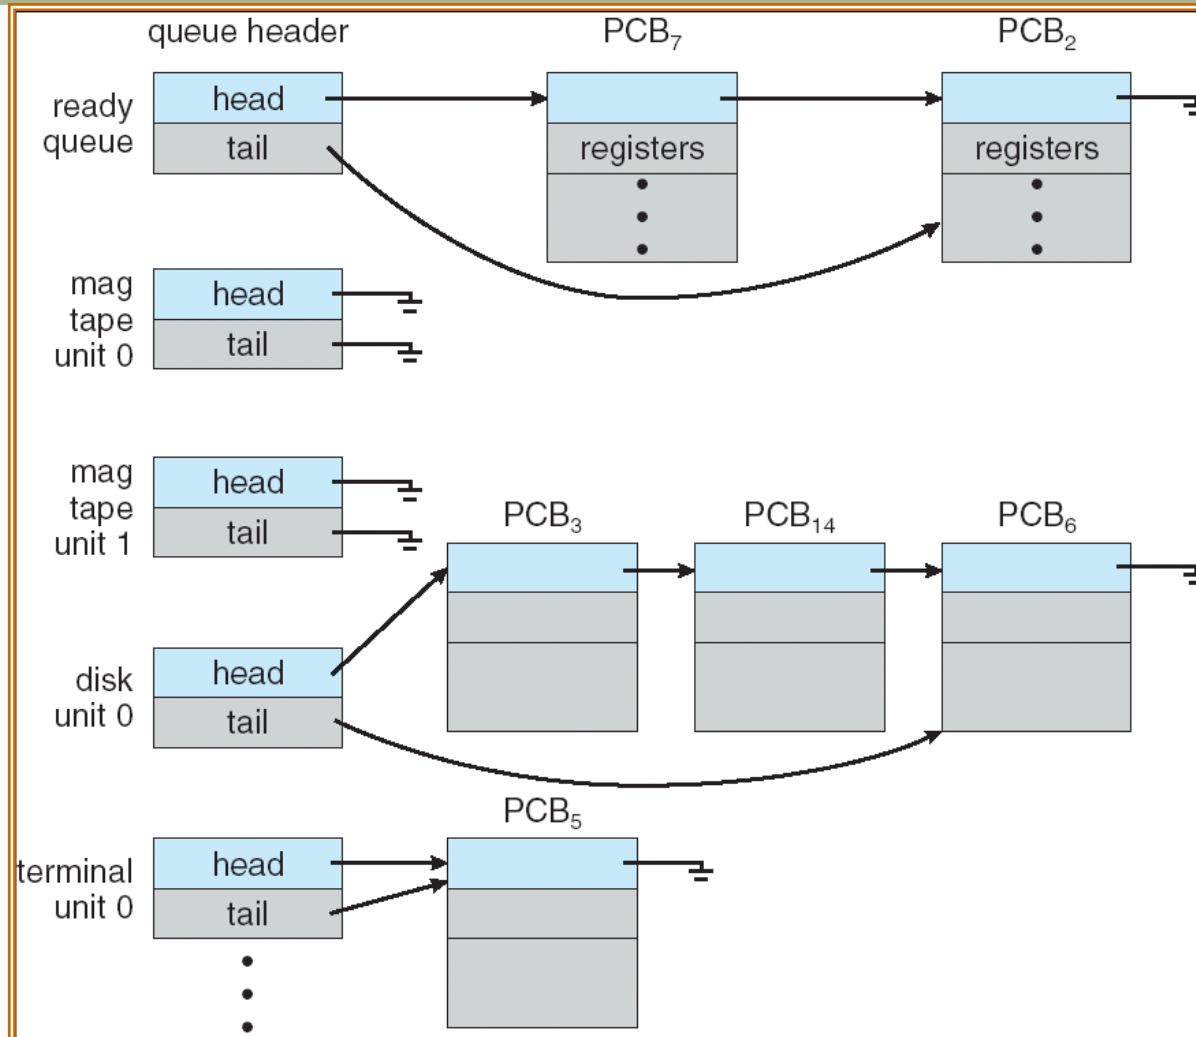 queue header
PCB7
PCB2
ready
queue
head
tail
registers
registers
mag
tape
unit 0
head
tail
mag
tape
unit 1
head
tail
PCB3
PCB14
PCB6
disk
unit 0
head
tail
PCB5
terminal
unit 0
head
tail